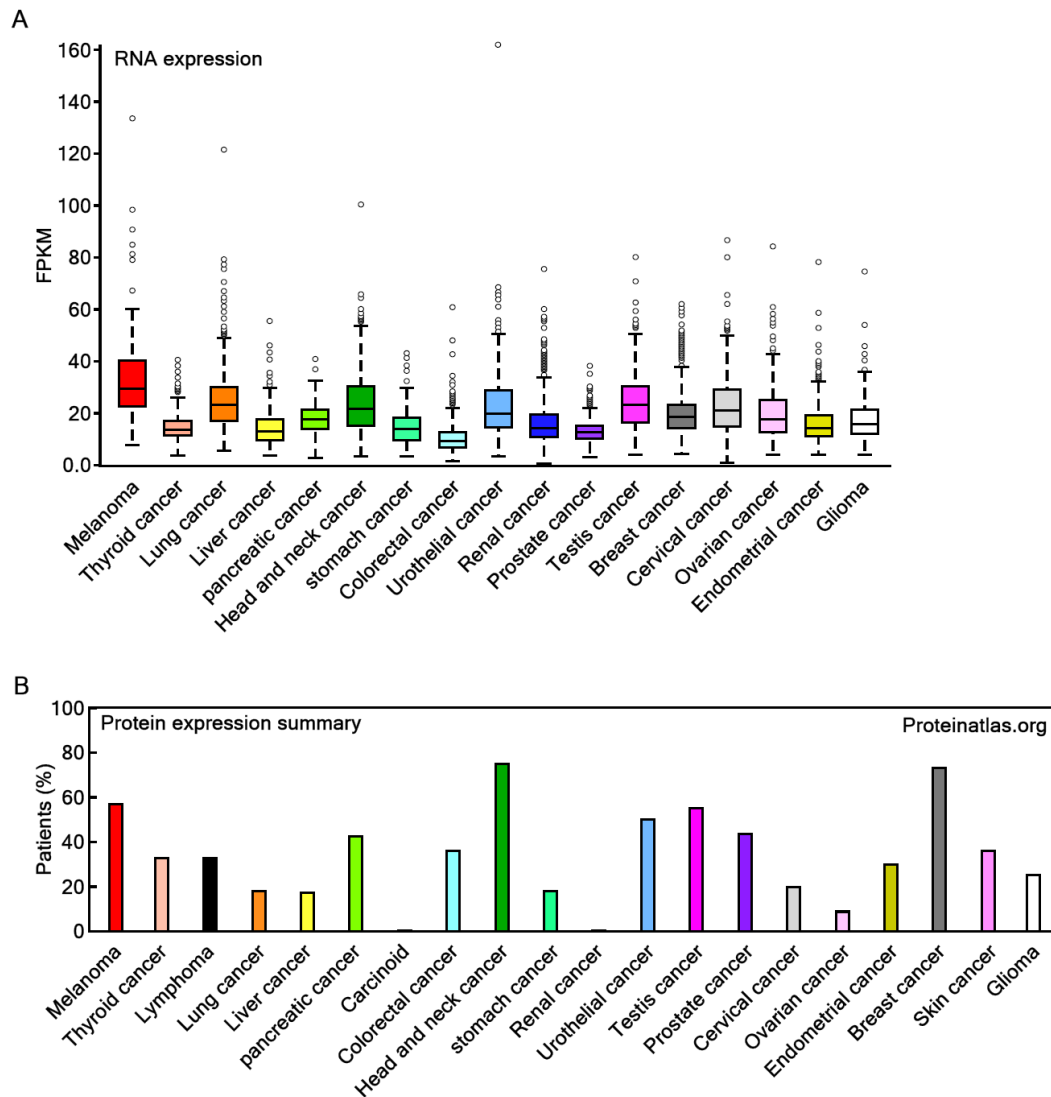 A
RNA expression
FPKM
160
140
120
100
80
60
40
20
0.0
Melanoma
Thyroid cancer
Lung cancer
Liver cancer
pancreatic cancer
Head and neck cancer
stomach cancer
Colorectal cancer
Urothelial cancer
Renal cancer
Prostate cancer
Testis cancer
Breast cancer
Cervical cancer
Ovarian cancer
Endometrial cancer
Glioma
B
Protein expression summary
Proteinatlas.org
Patients (%)
100
80
60
40
20
0
Melanoma
Thyroid cancer
Lymphoma
Lung cancer
Liver cancer
pancreatic cancer
Carcinoid
Colorectal cancer
Head and neck cancer
stomach cancer
Renal cancer
Urothelial cancer
Testis cancer
Prostate cancer
Cervical cancer
Ovarian cancer
Endometrial cancer
Breast cancer
Skin cancer
Glioma